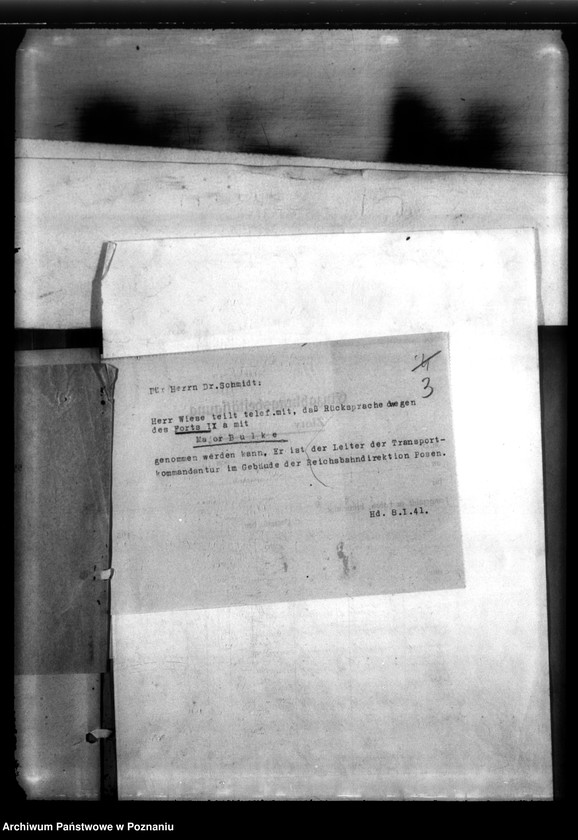 4
3
Für Herrn Dr.Schmidt:
Herr Wiese teilt telef.mit, daß Rücksprache wegen
des Forts IX a mit
Major B u l k e
genommen werden kann. Er ist der Leiter der Transport-
kommandantur im Gebäude der Reichsbahndirektion Posen.
Hd. 8.1.41.
Archiwum Państwowe w Poznaniu